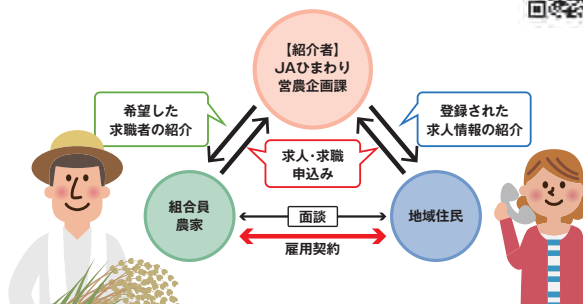 【紹介者】
JAひまわり
営農企画課
希望した
求職者の紹介
登録された
求人情報の紹介
求人・求職
申込み
組合員
農家
面談
地域住民
雇用契約